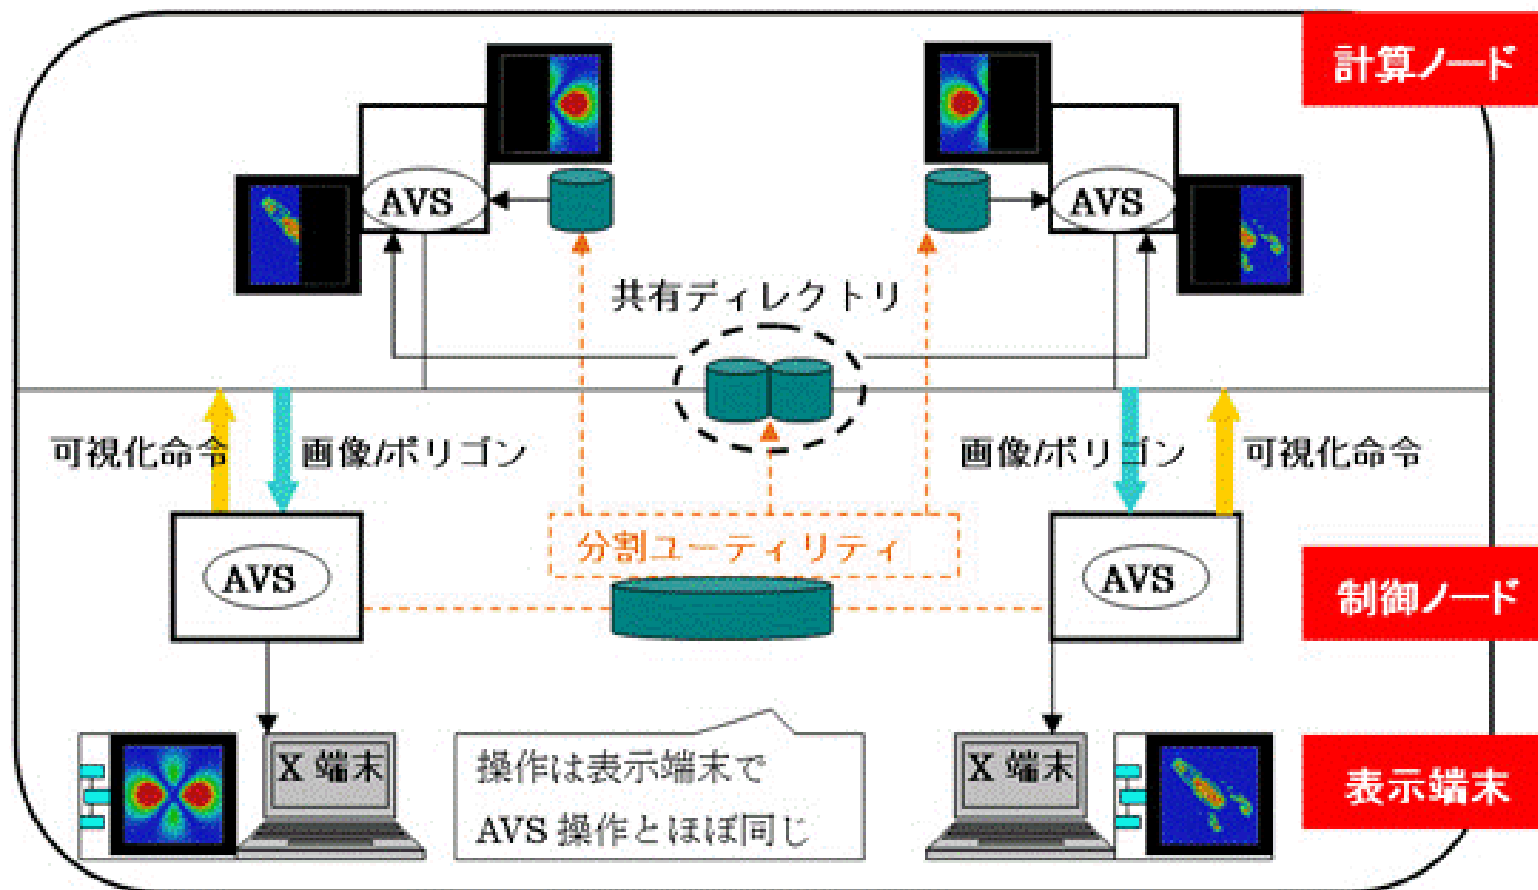 計算ノード
AVS
AVS
共有ディレクトリ
可視化命令
画像/ポリゴン
画像/ポリゴン
可視化命令
分割ユーティリティ
AVS
AVS
制御ノード
X 端末
操作は表示端末で
AVS 操作とほぼ同じ
X 端末
表示端末